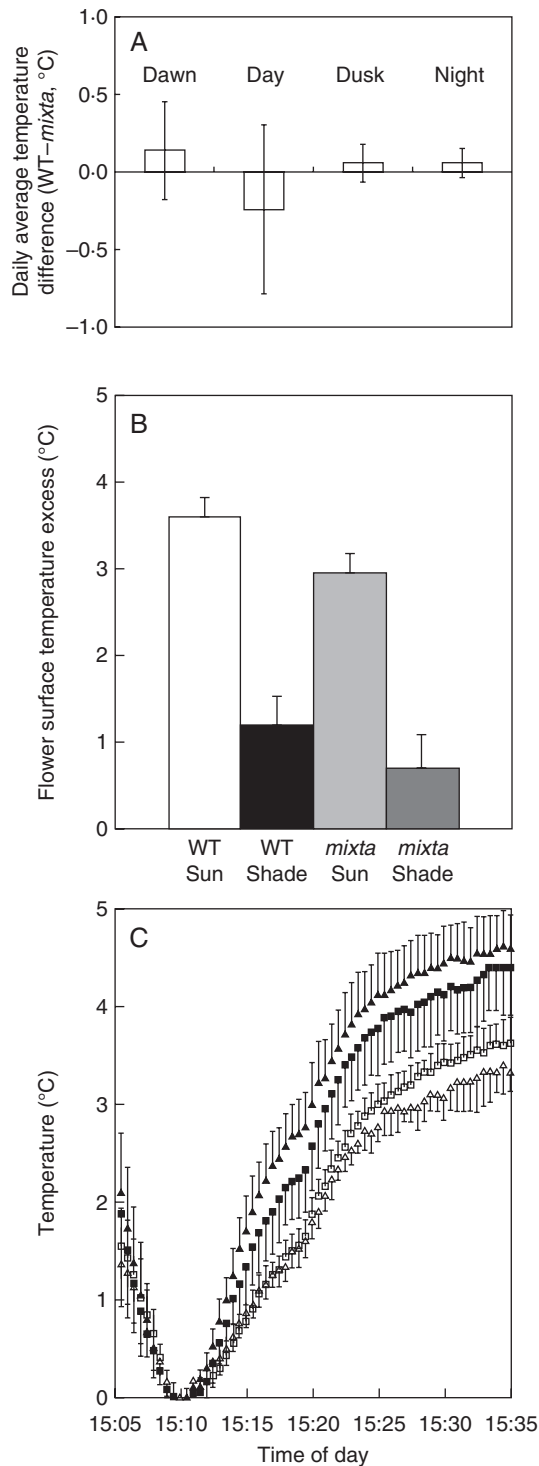 A
Dawn Day Dusk Night
1·0
0·5
0·0
−0·5
−1·0
Daily average temperature
difference (WT–mixta, °C)
B
5
4
3
2
1
0
Flower surface temperature excess (°C)
WT WT mixta mixta
Sun Shade Sun Shade
C
5
4
3
2
1
0
Temperature (°C)
15:05 15:10 15:15 15:20 15:25 15:30 15:35
Time of day